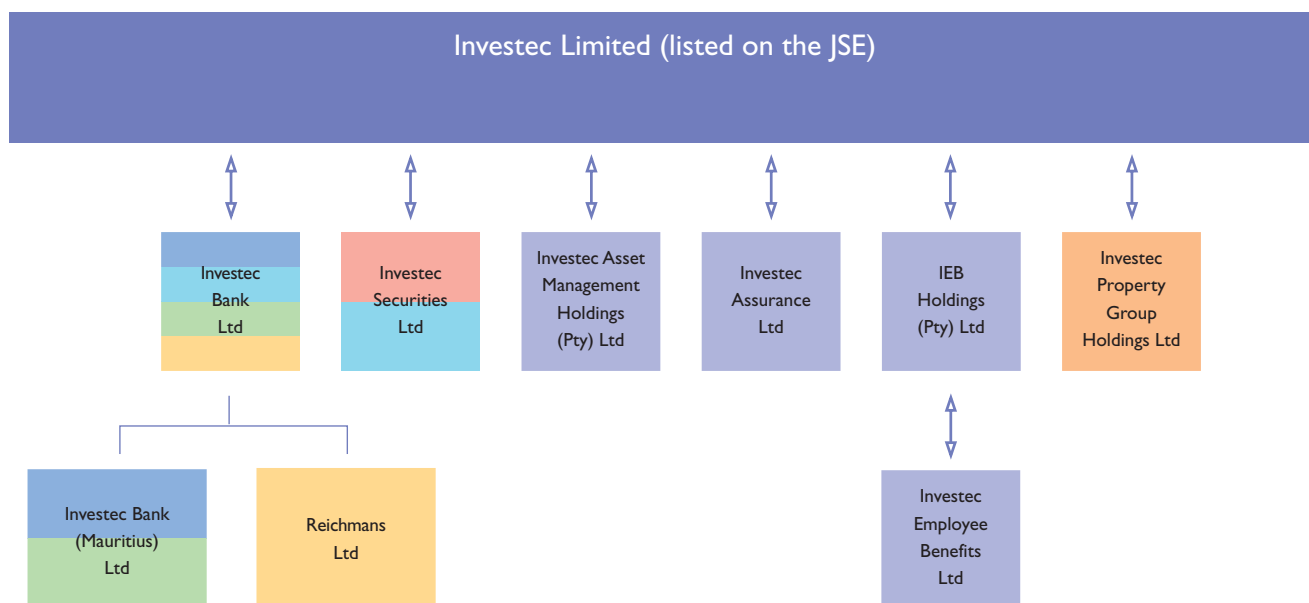 Investec Limited (listed on the JSE)
Investec
Bank
Ltd
Investec
Securities
Ltd
Investec Asset
Management
Holdings
(Pty) Ltd
Investec
Assurance
Ltd
IEB
Holdings
(Pty) Ltd
Investec
Property
Group
Holdings Ltd
Investec Bank
(Mauritius)
Ltd
Reichmans
Ltd
Investec
Employee
Benefits
Ltd